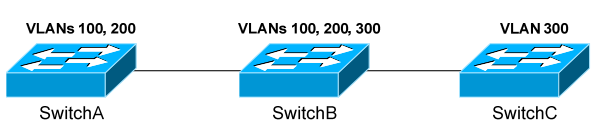 VLANs 100, 200
VLANs 100, 200, 300
VLAN 300
SwitchA
SwitchB
SwitchC